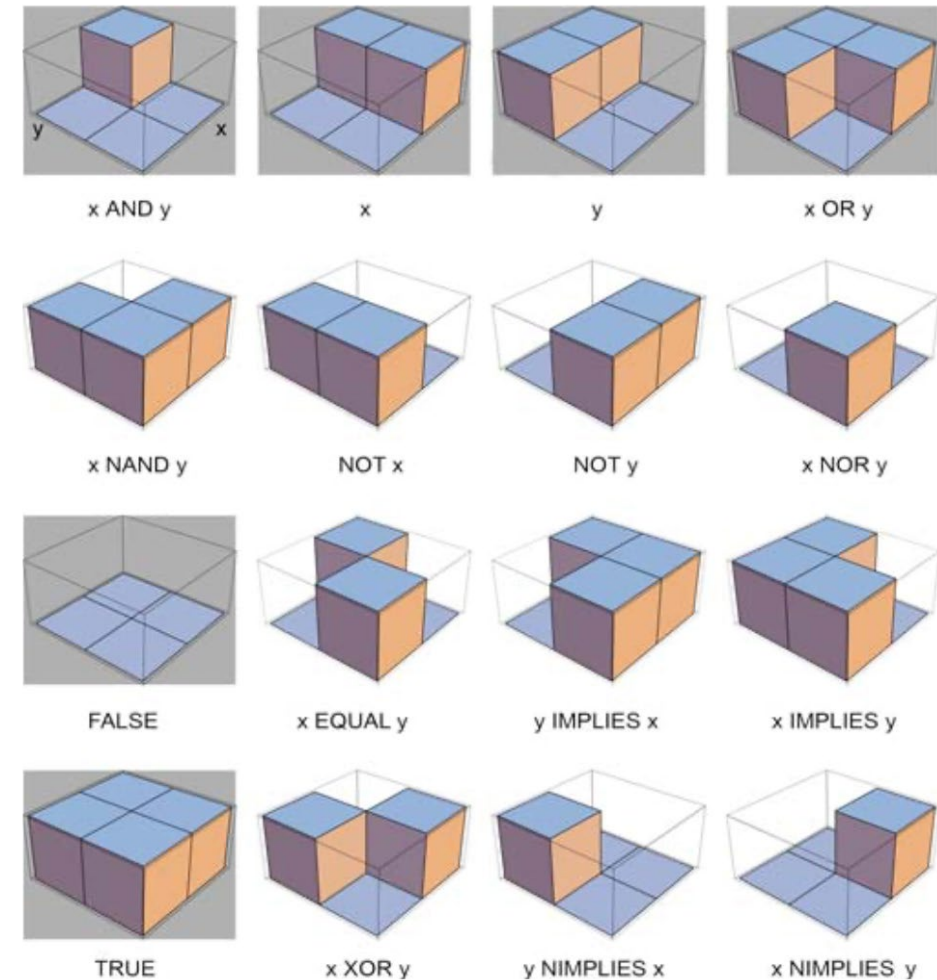 y x
x AND y
x
y
x OR y
x NAND y
NOT x
NOT y
x NOR y
FALSE
x EQUAL y
y IMPLIES x
x IMPLIES y
TRUE
x XOR y
y NIMPLIES x
x NIMPLIES y